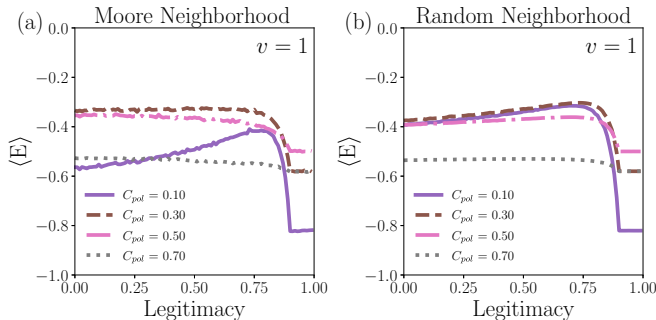 (a) Moore Neighborhood
v = 1
⟨E⟩
0.0
−0.2
−0.4
−0.6
−0.8
−1.0
C_pol = 0.10
C_pol = 0.30
C_pol = 0.50
C_pol = 0.70
0.00 0.25 0.50 0.75 1.00
Legitimacy
(b) Random Neighborhood
v = 1
⟨E⟩
0.0
−0.2
−0.4
−0.6
−0.8
−1.0
C_pol = 0.10
C_pol = 0.30
C_pol = 0.50
C_pol = 0.70
0.00 0.25 0.50 0.75 1.00
Legitimacy